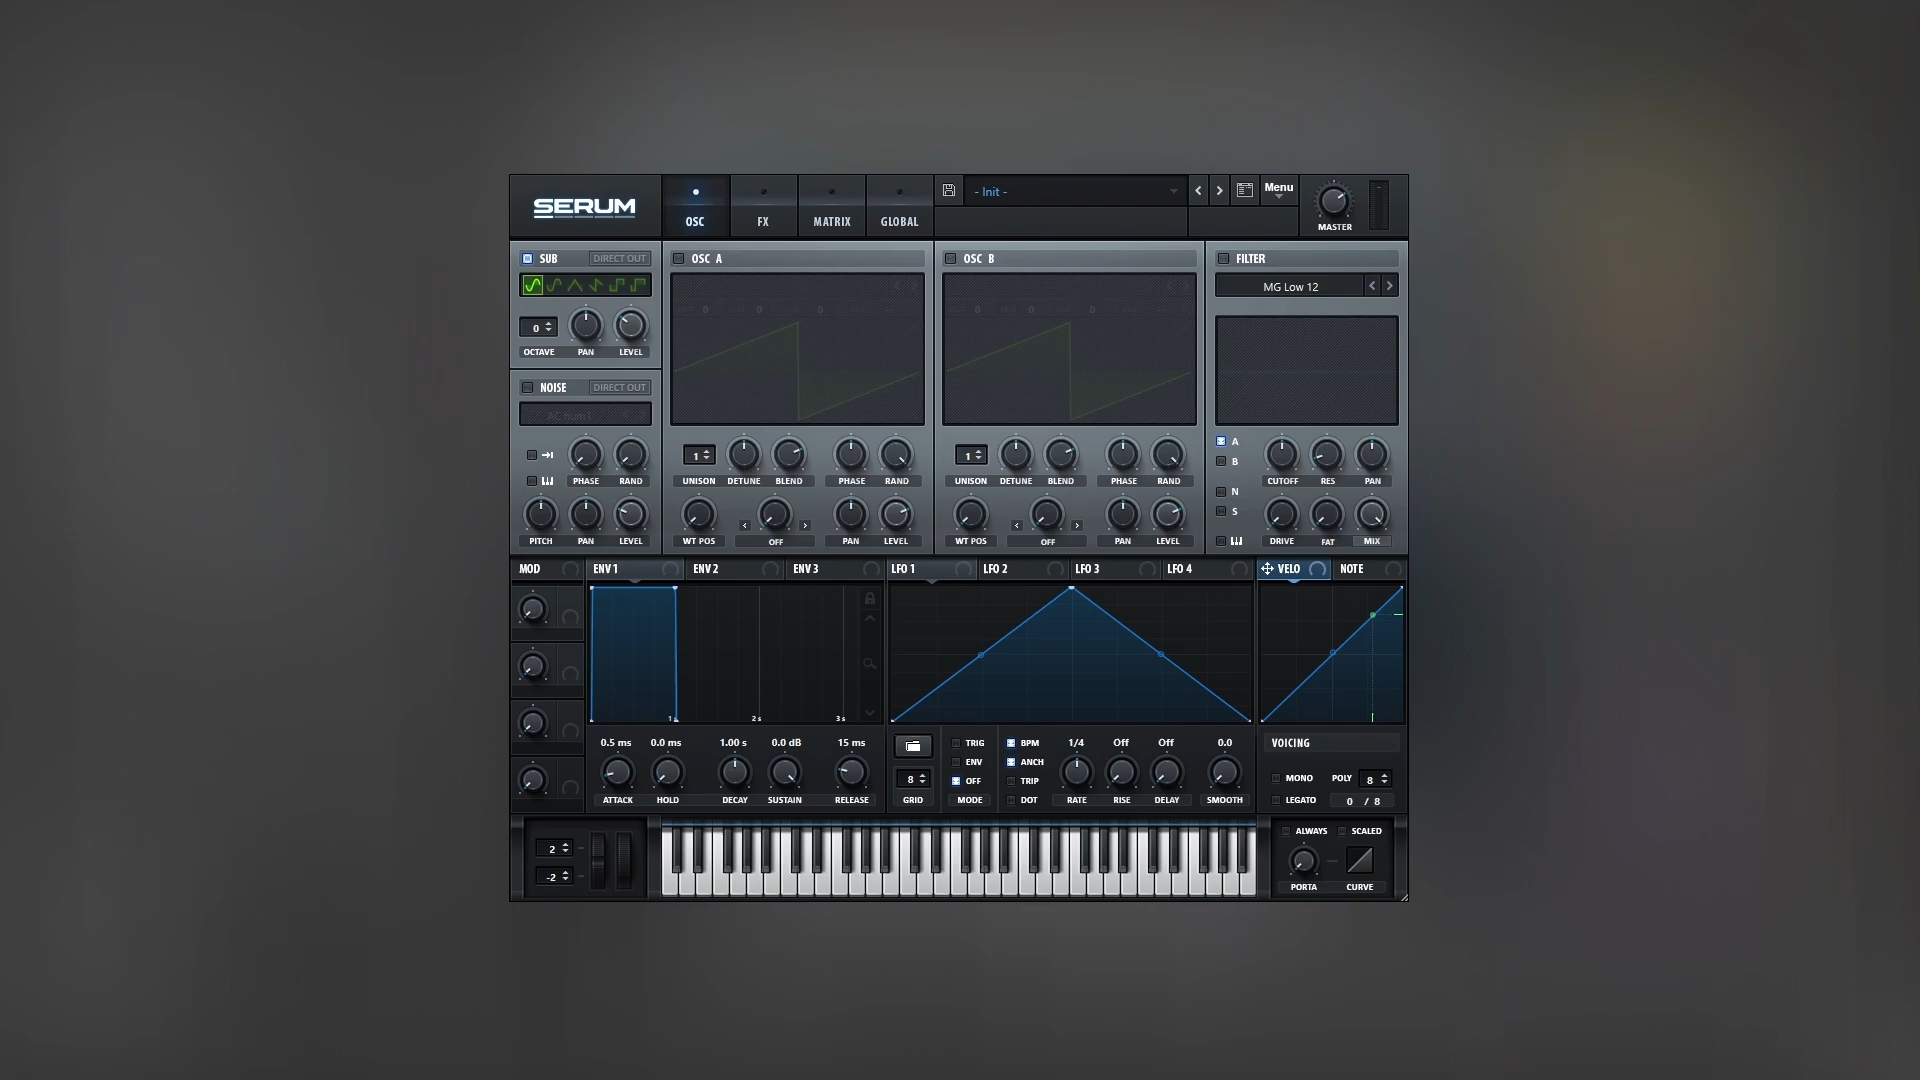 SERUM
OSC
FX
MATRIX
GLOBAL
- Init -
Menu
MASTER
SUB
DIRECT OUT
0
OCTAVE
PAN
LEVEL
NOISE
DIRECT OUT
PHASE
RAND
PITCH
PAN
LEVEL
OSC A
1
UNISON
DETUNE
BLEND
PHASE
RAND
WT POS
OFF
PAN
LEVEL
OSC B
1
UNISON
DETUNE
BLEND
PHASE
RAND
WT POS
OFF
PAN
LEVEL
FILTER
MG Low 12
A
B
N
S
CUTOFF
RES
PAN
DRIVE
FAT
MIX
MOD
ENV 1
ENV 2
ENV 3
LFO 1
LFO 2
LFO 3
LFO 4
VELO
NOTE
1
2 s
3 s
0.5 ms
0.0 ms
1.00 s
0.0 dB
15 ms
ATTACK
HOLD
DECAY
SUSTAIN
RELEASE
8
GRID
TRIG
ENV
OFF
MODE
BPM
ANCH
TRIP
DOT
1/4
Off
Off
0.0
RATE
RISE
DELAY
SMOOTH
VOICING
MONO
POLY
8
LEGATO
0 / 8
2
-2
ALWAYS
SCALED
PORTA
CURVE